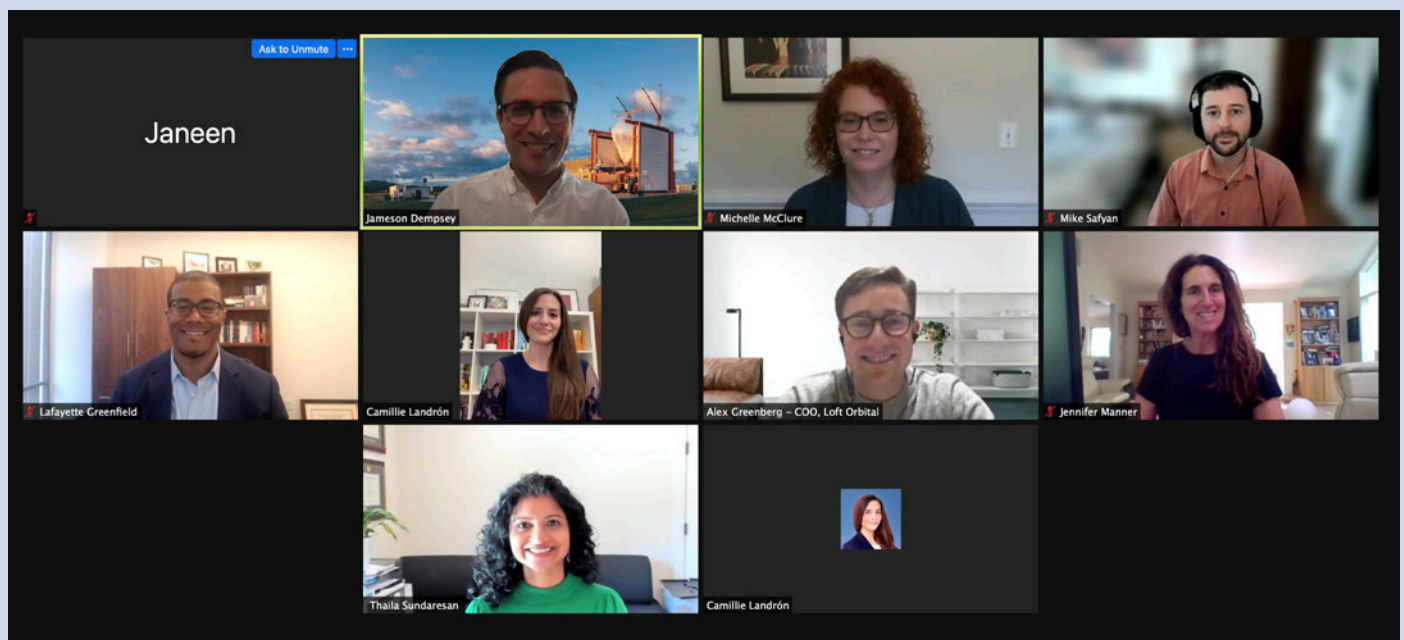 Ask to Unmute
Janeen
Jameson Dempsey
Michelle McClure
Mike Safyan
Lafayette Greenfield
Camillie Landrón
Alex Greenberg – COO, Loft Orbital
Jennifer Manner
Thaila Sundaresan
Camillie Landrón